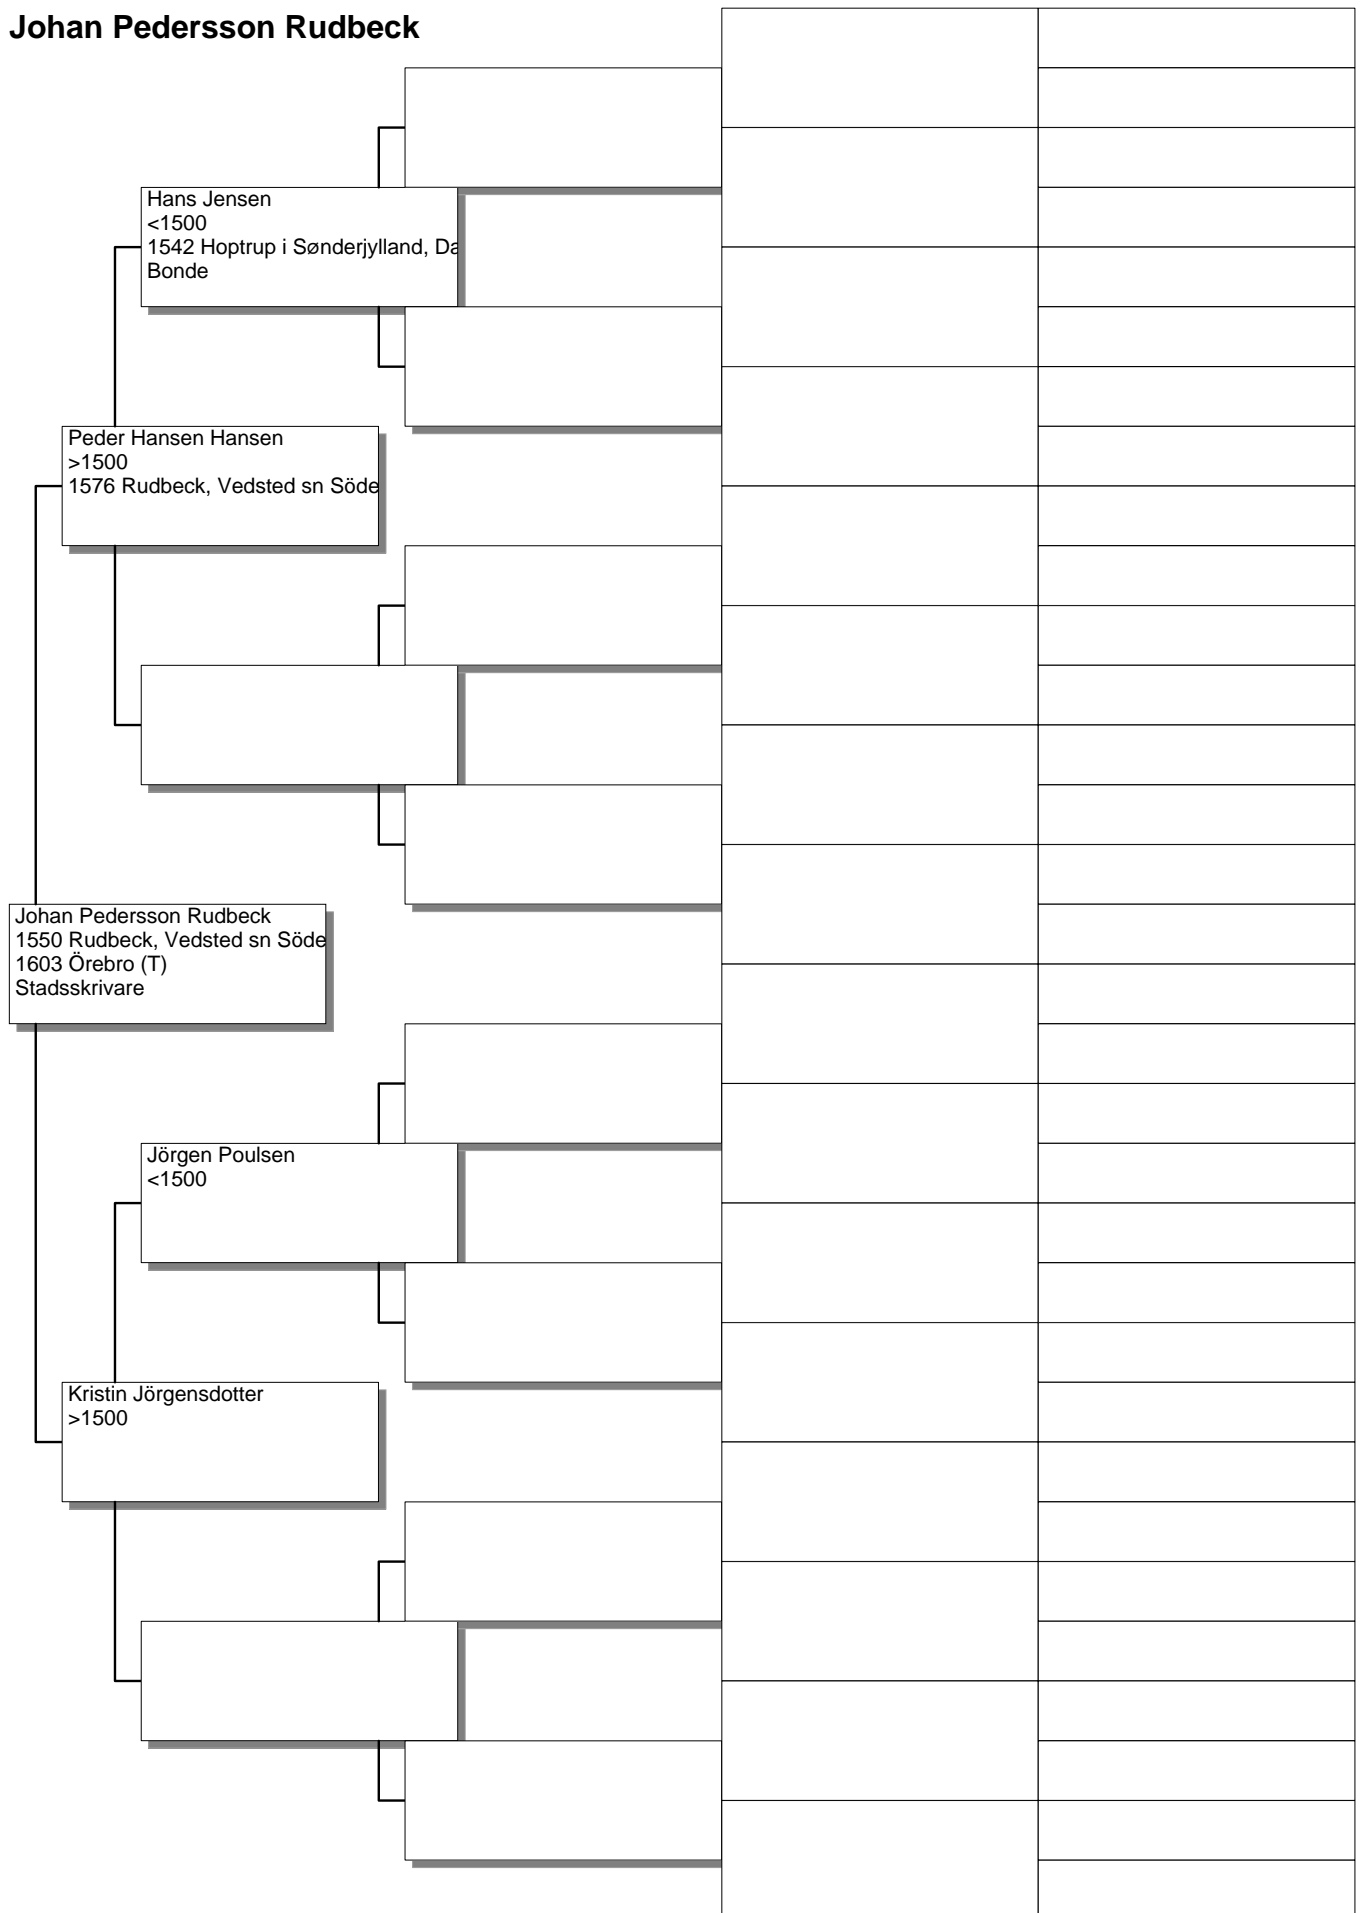 Johan Pedersson Rudbeck
Hans Jensen
<1500
1542 Hoptrup i Sønderjylland, Da
Bonde
Peder Hansen Hansen
>1500
1576 Rudbeck, Vedsted sn Söde
Johan Pedersson Rudbeck
1550 Rudbeck, Vedsted sn Söde
1603 Örebro (T)
Stadsskrivare
Jörgen Poulsen
<1500
Kristin Jörgensdotter
>1500